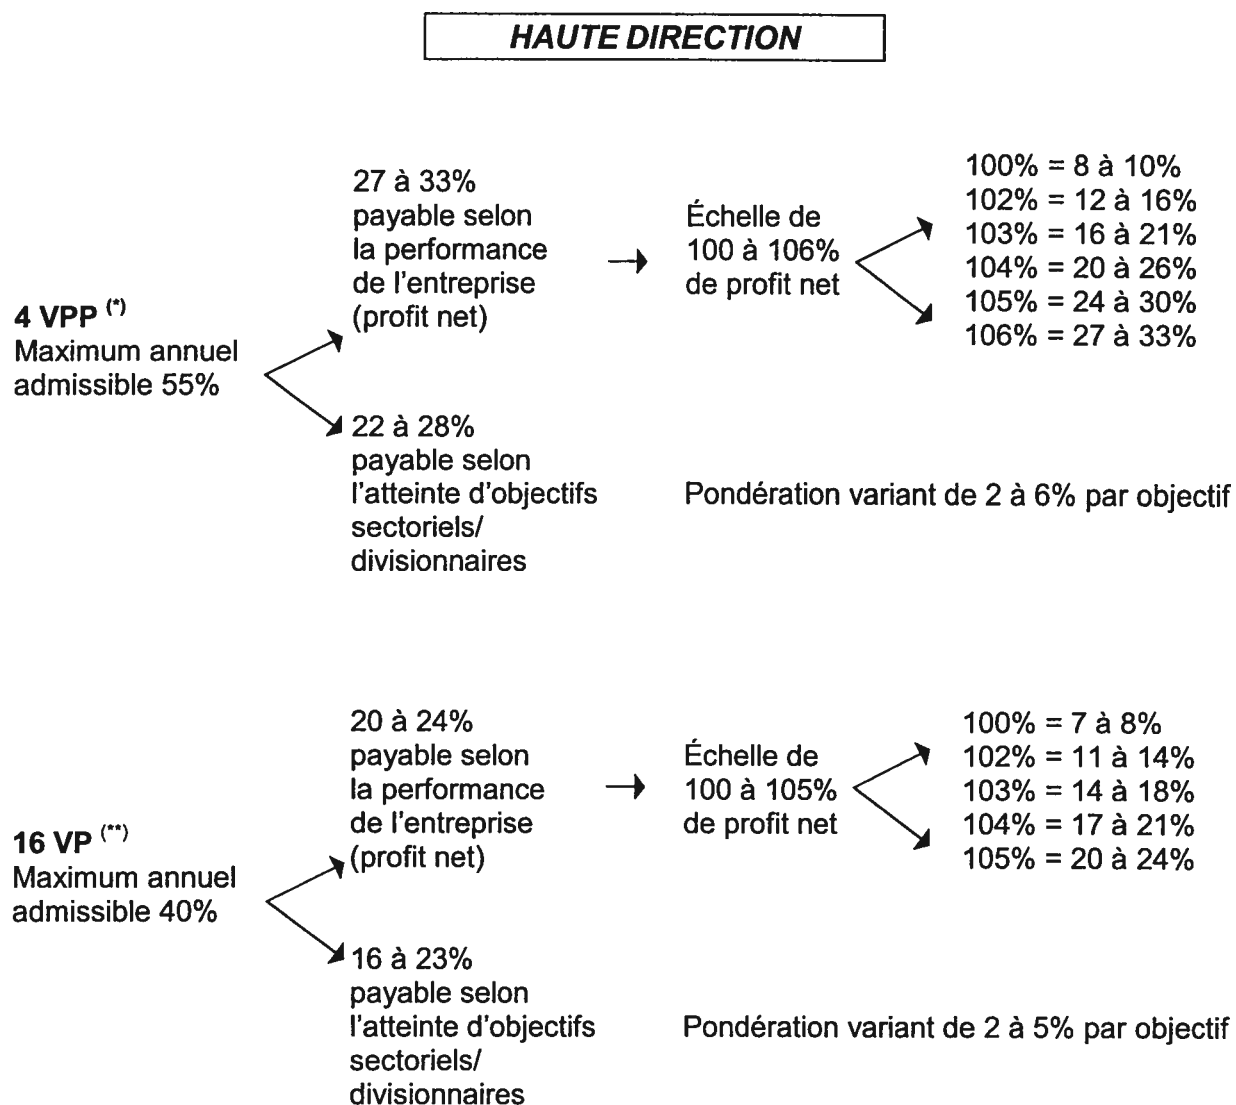 HAUTE DIRECTION
4 VPP (*)
Maximum annuel
admissible 55%
27 à 33%
payable selon
la performance
de l'entreprise
(profit net)
Échelle de
100 à 106%
de profit net
100% = 8 à 10%
102% = 12 à 16%
103% = 16 à 21%
104% = 20 à 26%
105% = 24 à 30%
106% = 27 à 33%
22 à 28%
payable selon
l'atteinte d'objectifs
sectoriels/
divisionnaires
Pondération variant de 2 à 6% par objectif
16 VP (**)
Maximum annuel
admissible 40%
20 à 24%
payable selon
la performance
de l'entreprise
(profit net)
Échelle de
100 à 105%
de profit net
100% = 7 à 8%
102% = 11 à 14%
103% = 14 à 18%
104% = 17 à 21%
105% = 20 à 24%
16 à 23%
payable selon
l'atteinte d'objectifs
sectoriels/
divisionnaires
Pondération variant de 2 à 5% par objectif